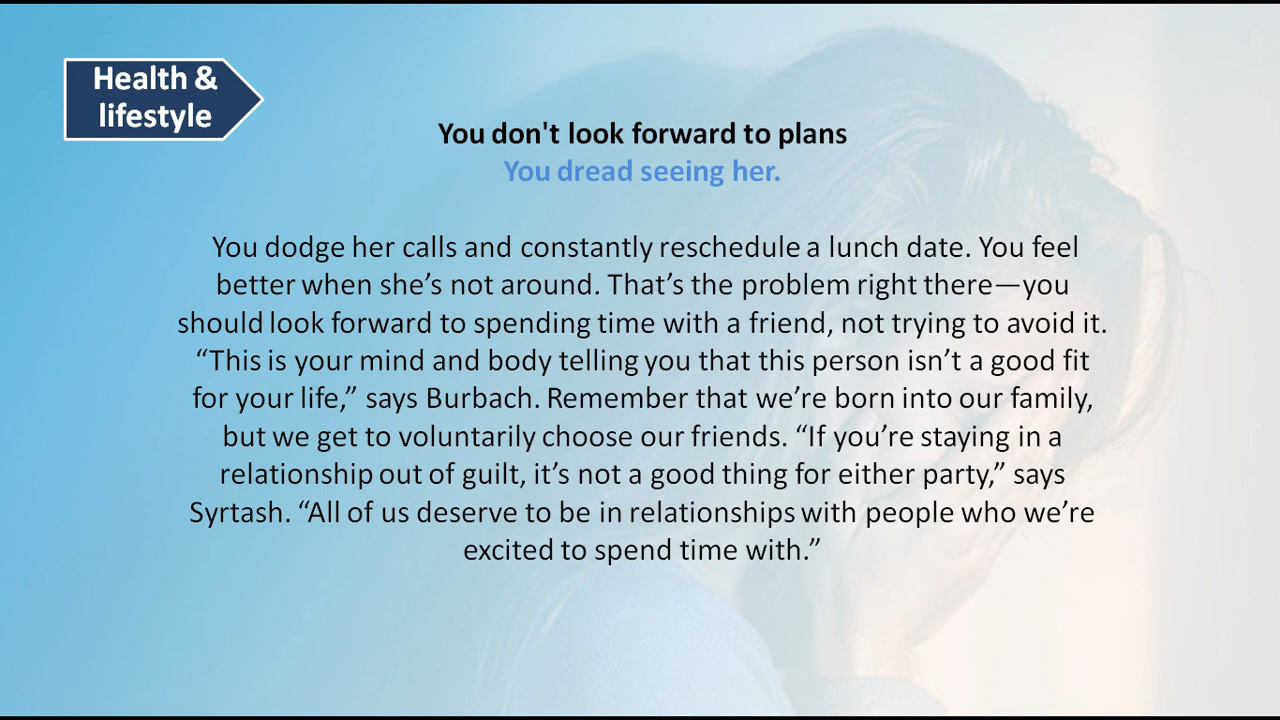 Health &
lifestyle
You don't look forward to plans
You dread seeing her.
You dodge her calls and constantly reschedule a lunch date. You feel
better when she’s not around. That’s the problem right there—you
should look forward to spending time with a friend, not trying to avoid it.
“This is your mind and body telling you that this person isn’t a good fit
for your life,” says Burbach. Remember that we’re born into our family,
but we get to voluntarily choose our friends. “If you’re staying in a
relationship out of guilt, it’s not a good thing for either party,” says
Syrtash. “All of us deserve to be in relationships with people who we’re
excited to spend time with.”